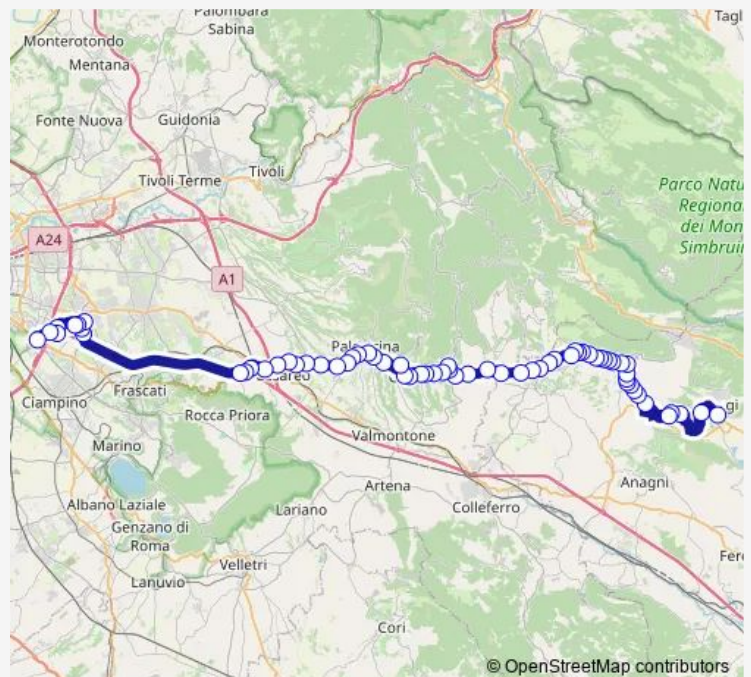 Palombara
Sabina
Tagl
Monterotondo
Mentana
Fonte Nuova
Guidonia
Tivoli Terme
Tivoli
Parco Natu
Regiona
dei Mon
Simbruin
A24
A1
Frascati
Ciampino
Rocca Priora
Marino
Valmontone
gi
Anagni
Albano Laziale
Artena
Colleferro
Lariano
Genzano di
Roma
Fere
Velletri
Lanuvio
Cori
© OpenStreetMap contributors